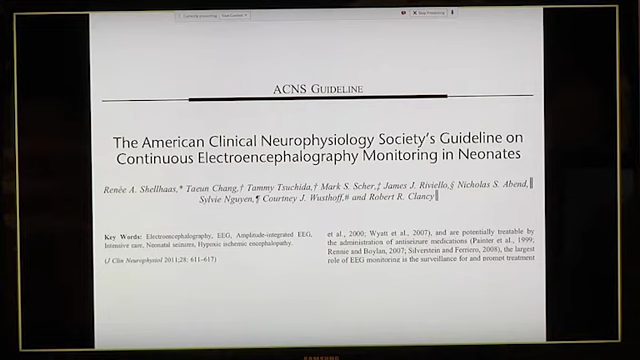 ACNS GUIDELINE
The American Clinical Neurophysiology Society's Guideline on
Continuous Electroencephalography Monitoring in Neonates
Renée A. Shellhaas,* Taeun Chang,† Tammy Tsuchida,† Mark S. Scher,‡ James J. Riviello,§ Nicholas S. Abend,‖
Sylvie Nguyen,¶ Courtney J. Wusthoff,# and Robert R. Clancy‖
Key Words: Electroencephalography, EEG, Amplitude-integrated EEG,
Intensive care, Neonatal seizures, Hypoxic ischemic encephalopathy.
(J Clin Neurophysiol 2011;28: 611–617)
et al., 2000; Wyatt et al., 2007), and are potentially treatable by
the administration of antiseizure medications (Painter et al., 1999,
Rennie and Boylan, 2007; Silverstein and Ferriero, 2008), the largest
role of EEG monitoring is the surveillance for and prompt treatment
SAMSUNG